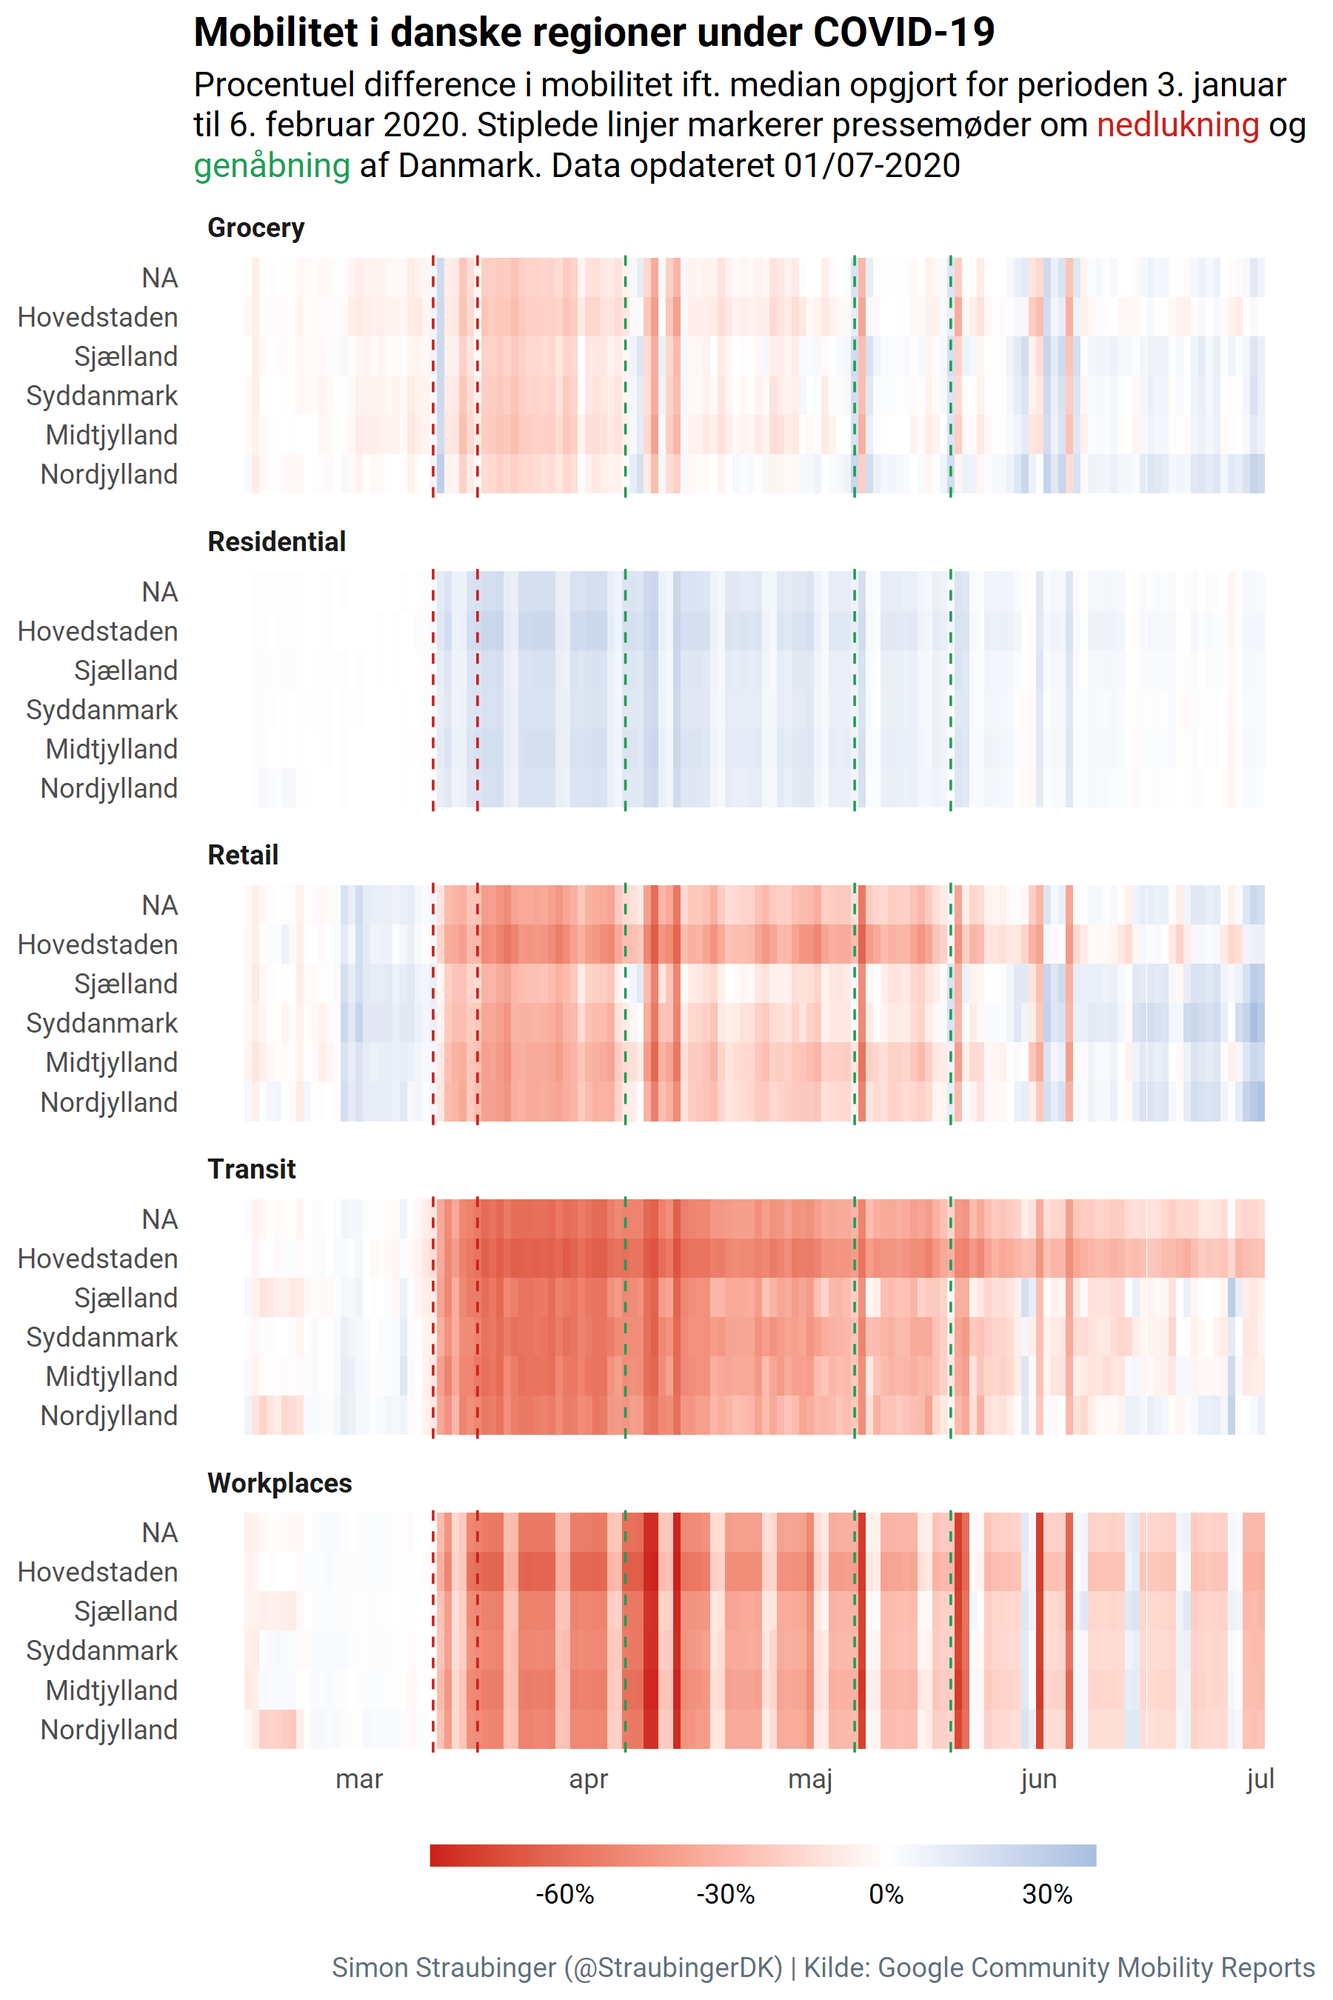 Mobilitet i danske regioner under COVID-19
Procentuel difference i mobilitet ift. median opgjort for perioden 3. januar
til 6. februar 2020. Stiplede linjer markerer pressemøder om nedlukning og
genåbning af Danmark. Data opdateret 01/07-2020
Grocery
NA
Hovedstaden
Sjælland
Syddanmark
Midtjylland
Nordjylland
Residential
NA
Hovedstaden
Sjælland
Syddanmark
Midtjylland
Nordjylland
Retail
NA
Hovedstaden
Sjælland
Syddanmark
Midtjylland
Nordjylland
Transit
NA
Hovedstaden
Sjælland
Syddanmark
Midtjylland
Nordjylland
Workplaces
NA
Hovedstaden
Sjælland
Syddanmark
Midtjylland
Nordjylland
mar apr maj jun jul
-60% -30% 0% 30%
Simon Straubinger (@StraubingerDK) | Kilde: Google Community Mobility Reports